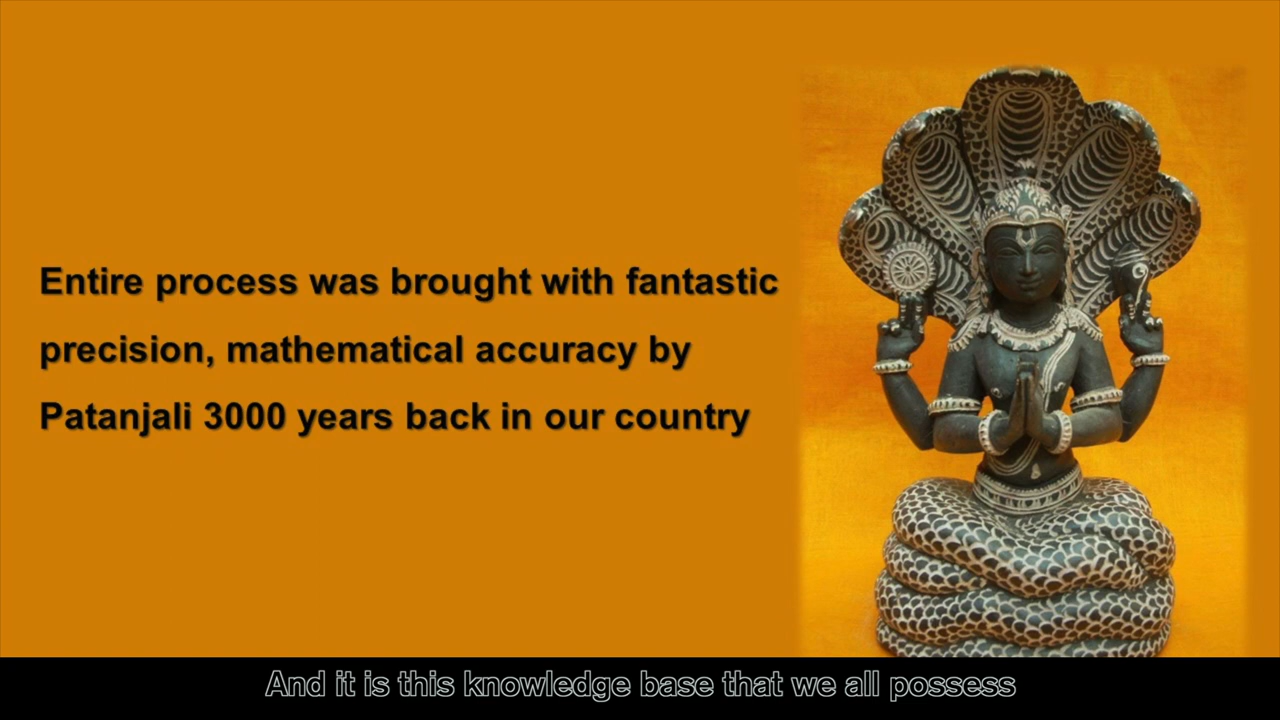 Entire process was brought with fantastic
precision, mathematical accuracy by
Patanjali 3000 years back in our country
And it is this knowledge base that we all possess